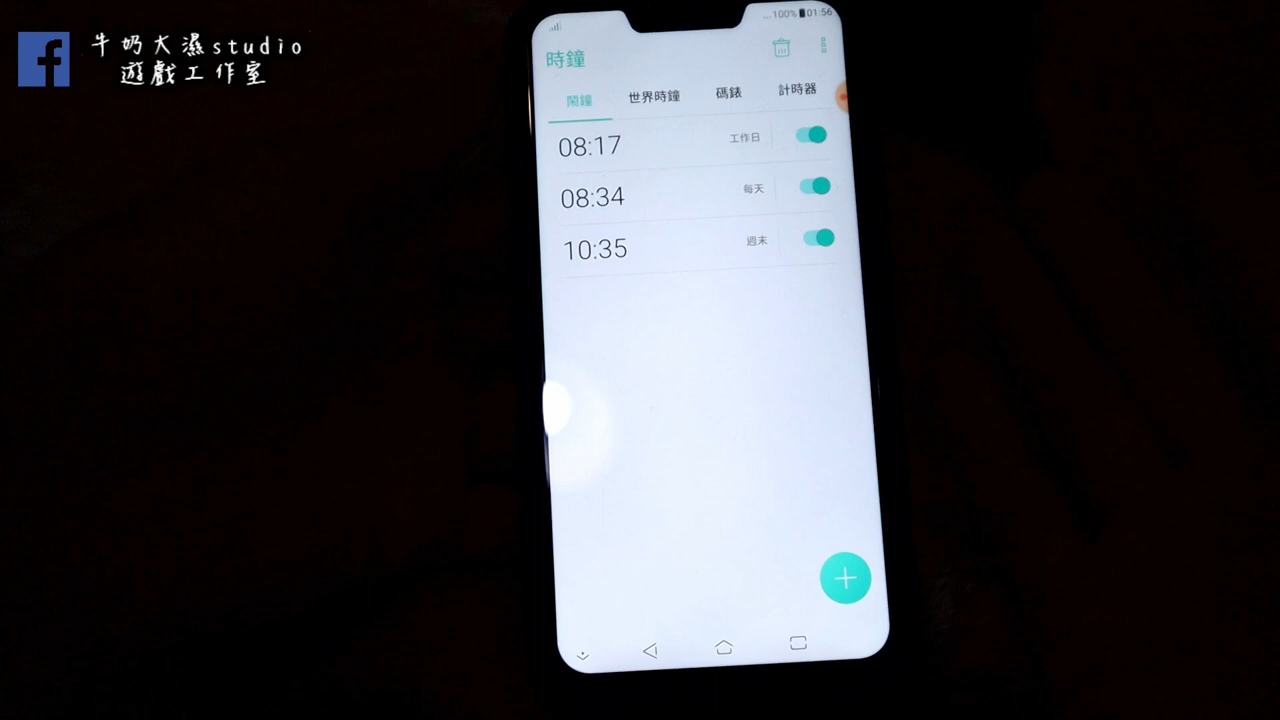 牛奶大濕studio
遊戲工作室
...100% 01:56
時鐘
鬧鐘 世界時鐘 碼錶 計時器
08:17 工作日
08:34 每天
10:35 週末